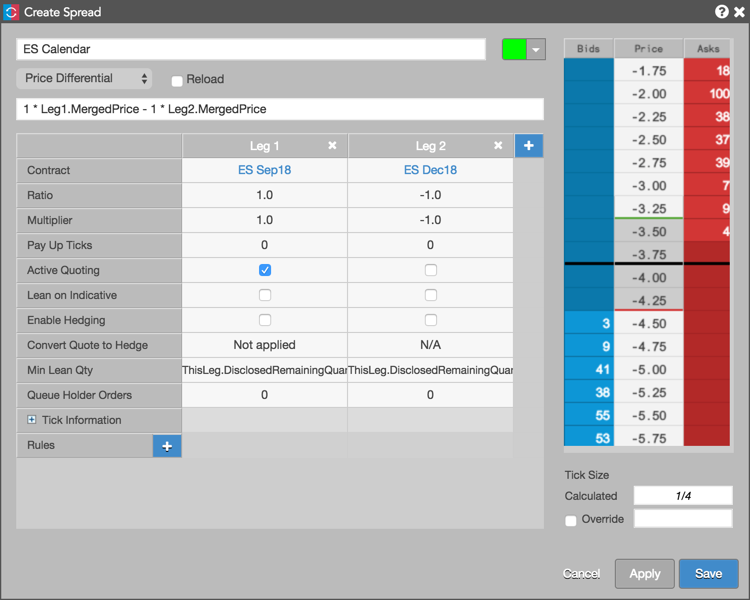 Create Spread
ES Calendar
Price Differential Reload
1 * Leg1.MergedPrice - 1 * Leg2.MergedPrice
Leg 1 Leg 2
Contract ES Sep18 ES Dec18
Ratio 1.0 -1.0
Multiplier 1.0 -1.0
Pay Up Ticks 0 0
Active Quoting
Lean on Indicative
Enable Hedging
Convert Quote to Hedge Not applied N/A
Min Lean Qty ThisLeg.DisclosedRemainingQuar ThisLeg.DisclosedRemainingQuar
Queue Holder Orders 0 0
Tick Information
Rules
Bids Price Asks
-1.75 18
-2.00 100
-2.25 38
-2.50 37
-2.75 39
-3.00 7
-3.25 9
-3.50 4
-3.75
-4.00
-4.25
3 -4.50
9 -4.75
41 -5.00
38 -5.25
55 -5.50
53 -5.75
Tick Size
Calculated 1/4
Override
Cancel Apply Save